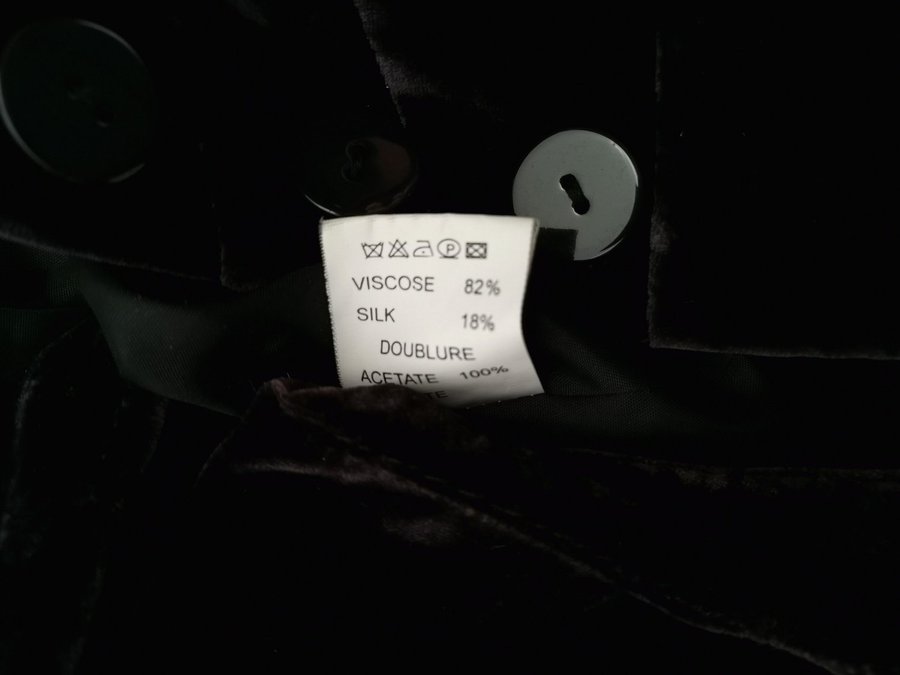 VISCOSE 82%
SILK 18%
DOUBLURE
ACETATE 100%